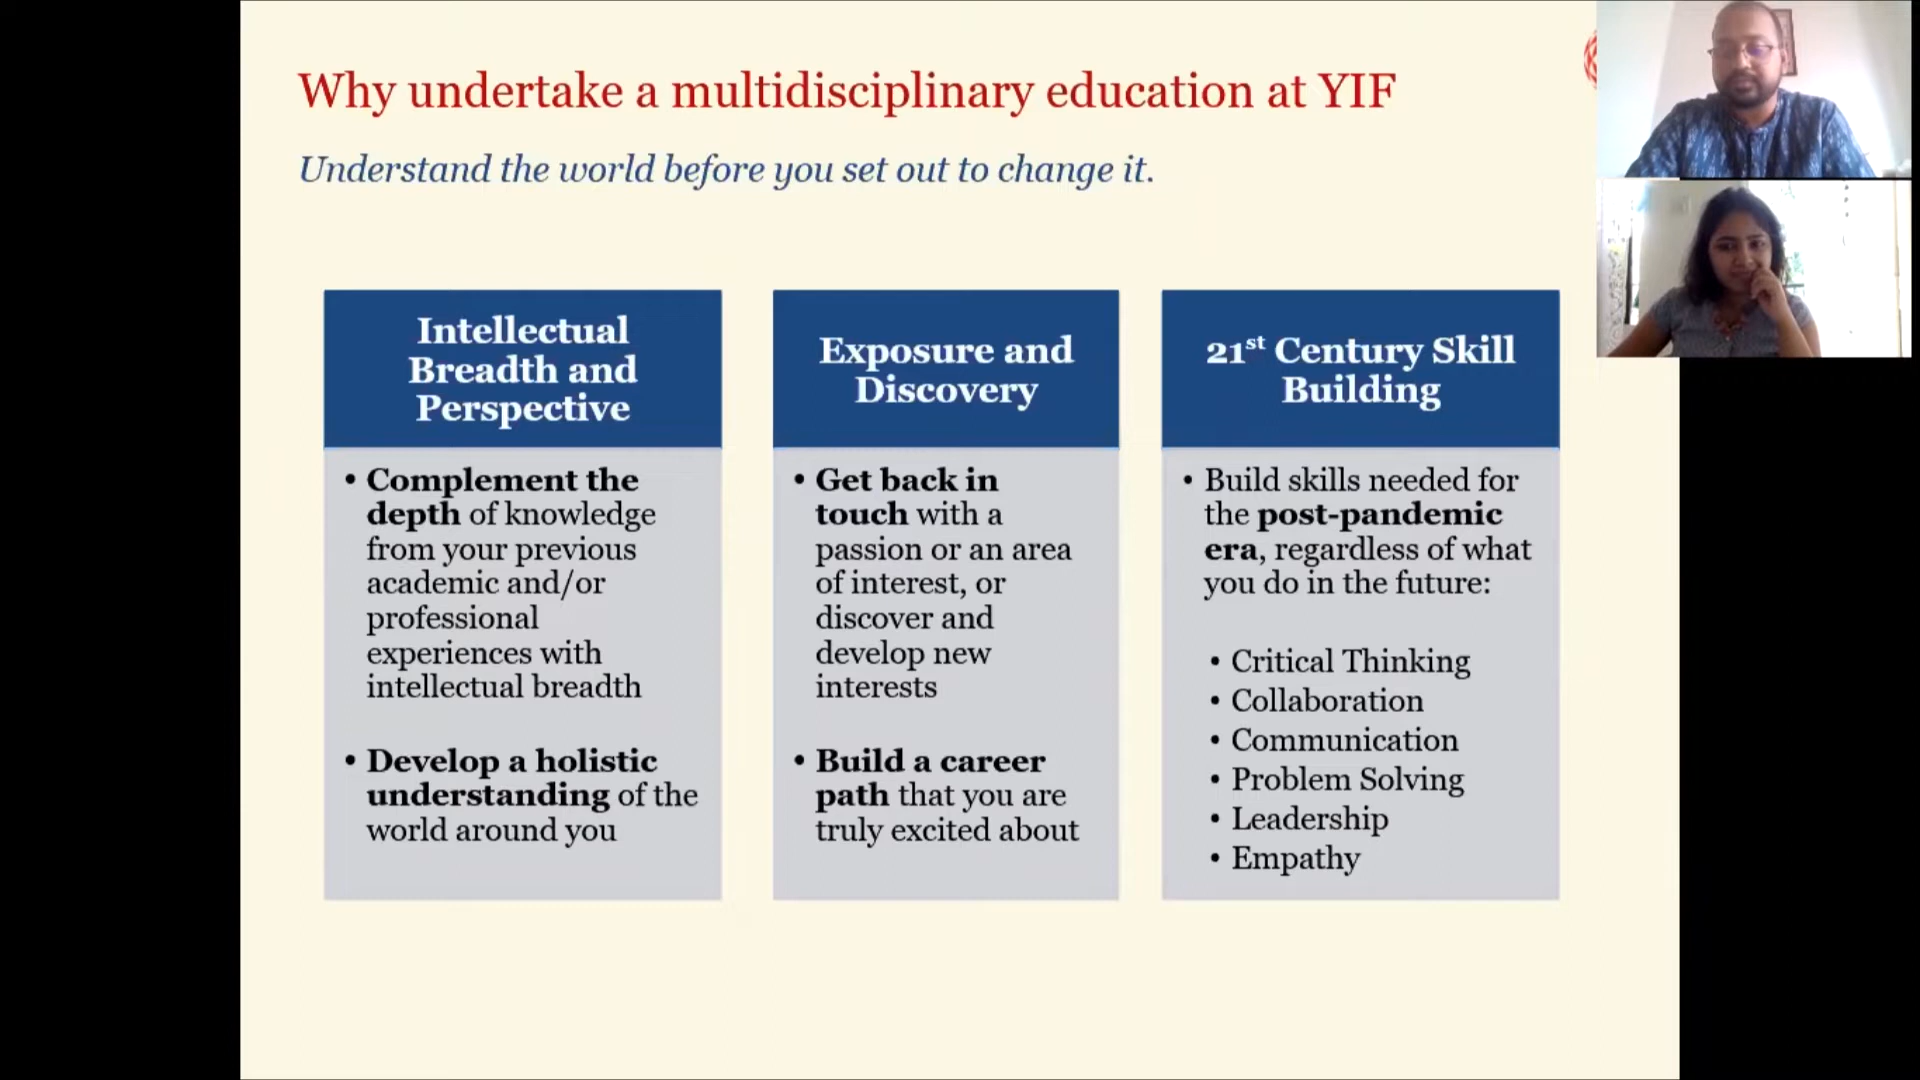 Why undertake a multidisciplinary education at YIF
Understand the world before you set out to change it.
Intellectual
Breadth and
Perspective
• Complement the
depth of knowledge
from your previous
academic and/or
professional
experiences with
intellectual breadth
• Develop a holistic
understanding of the
world around you
Exposure and
Discovery
• Get back in
touch with a
passion or an area
of interest, or
discover and
develop new
interests
• Build a career
path that you are
truly excited about
21st Century Skill
Building
• Build skills needed for
the post-pandemic
era, regardless of what
you do in the future:
• Critical Thinking
• Collaboration
• Communication
• Problem Solving
• Leadership
• Empathy